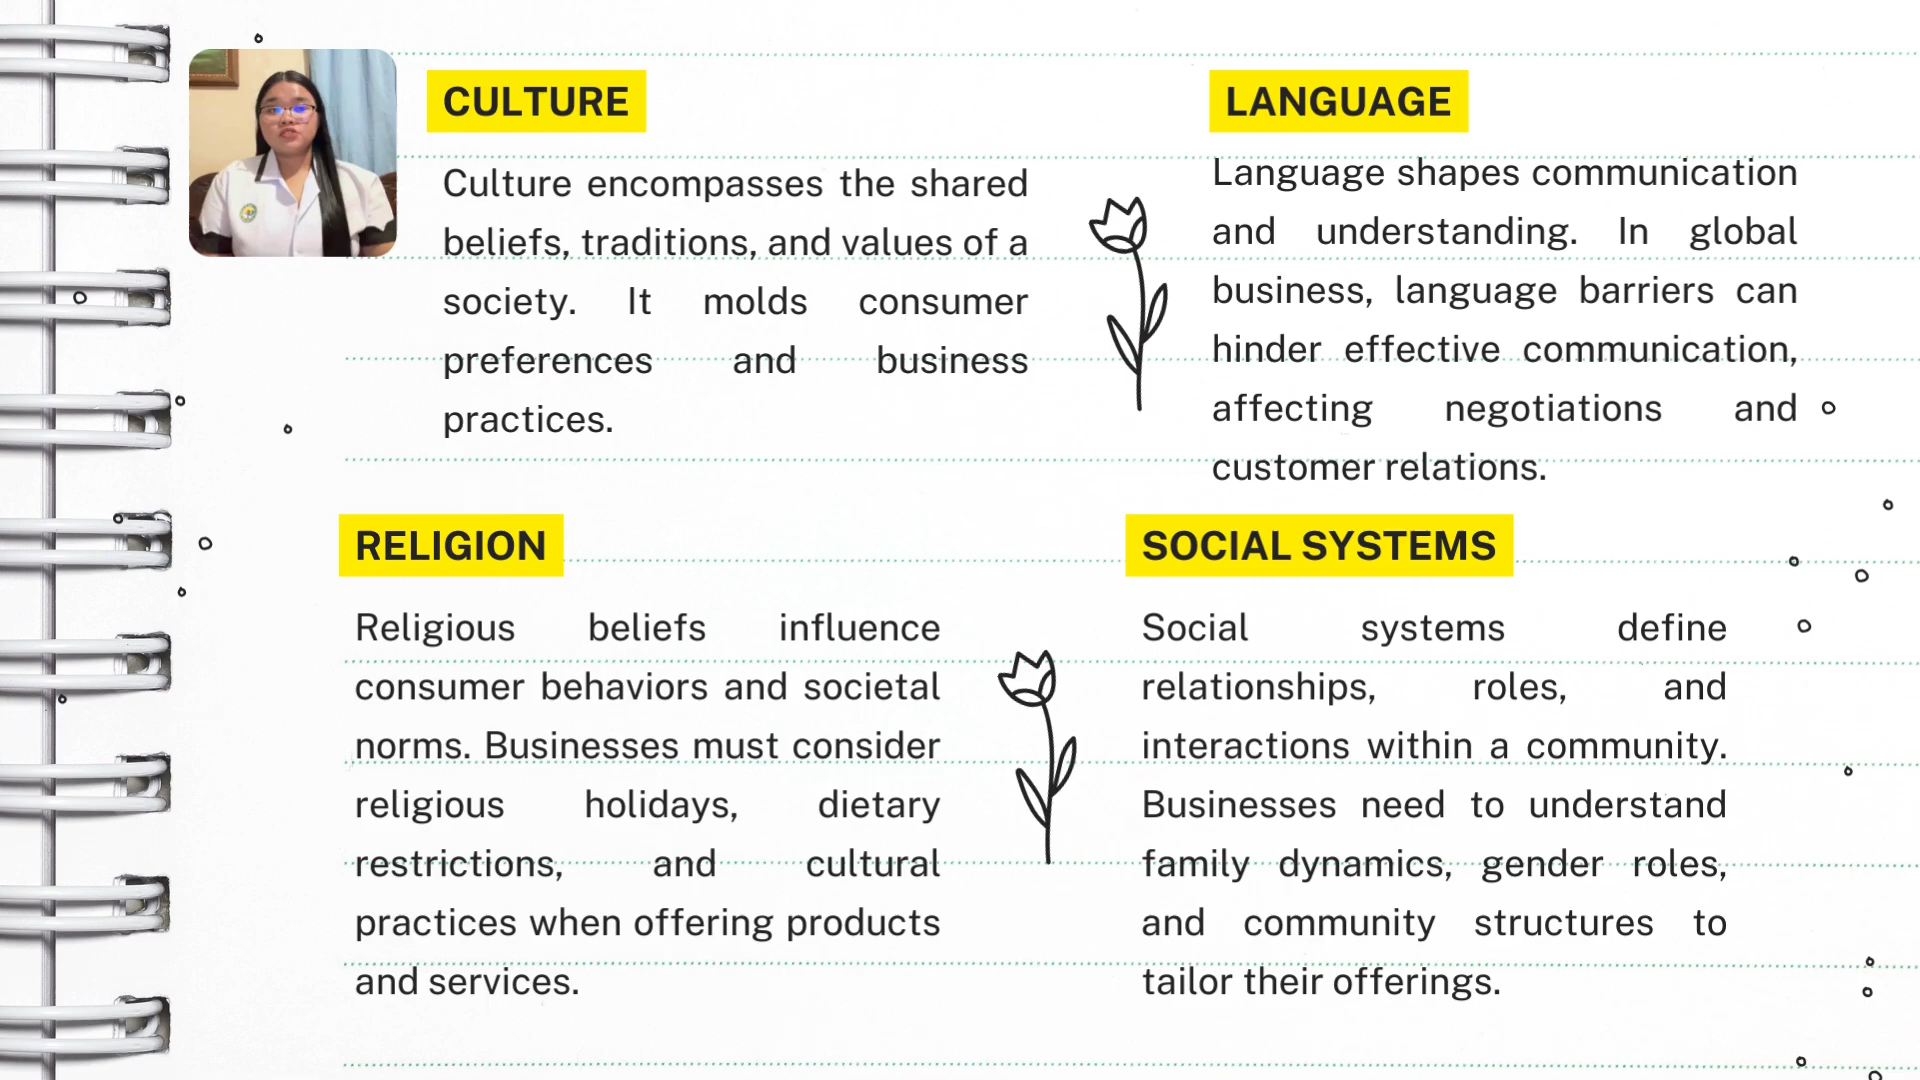 CULTURE
Culture encompasses the shared
beliefs, traditions, and values of a
society. It molds consumer
preferences and business
practices.
LANGUAGE
Language shapes communication
and understanding. In global
business, language barriers can
hinder effective communication,
affecting negotiations and
customer relations.
RELIGION
Religious beliefs influence
consumer behaviors and societal
norms. Businesses must consider
religious holidays, dietary
restrictions, and cultural
practices when offering products
and services.
SOCIAL SYSTEMS
Social systems define
relationships, roles, and
interactions within a community.
Businesses need to understand
family dynamics, gender roles,
and community structures to
tailor their offerings.